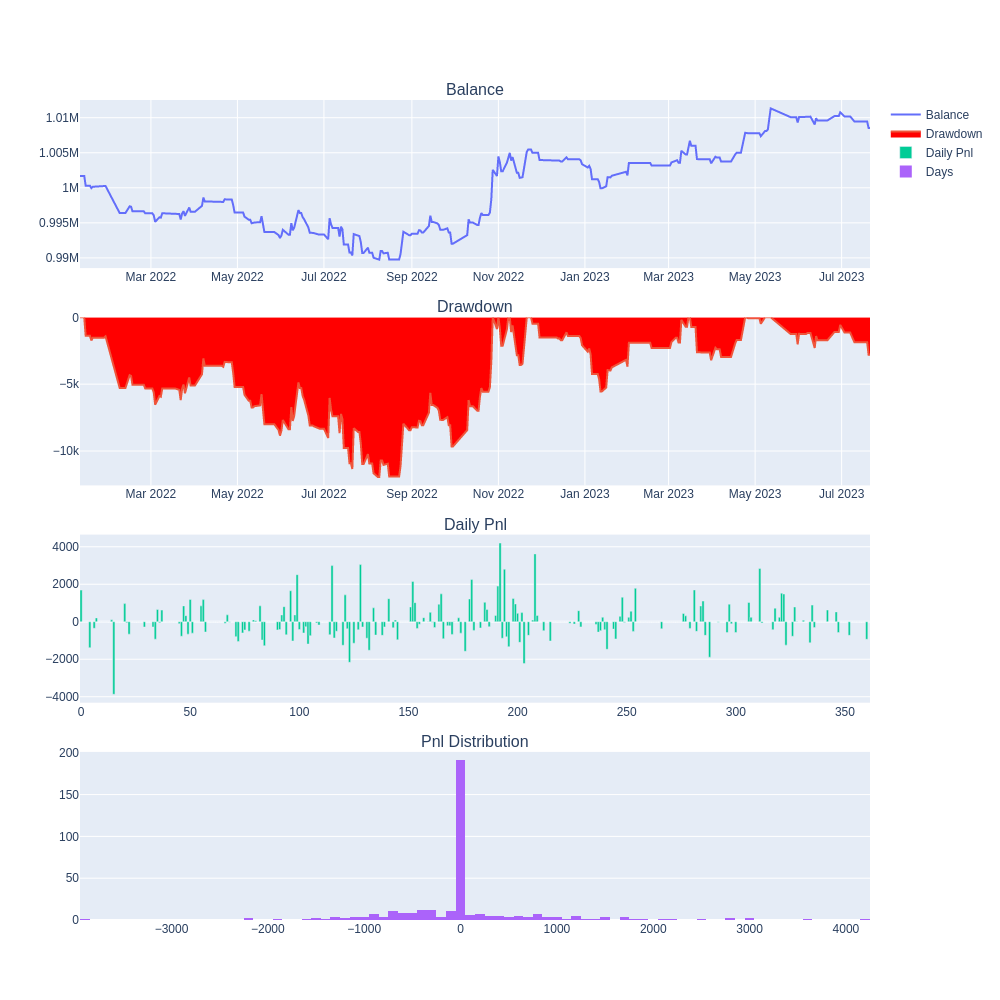 Balance
1.01M
1.005M
1M
0.995M
0.99M
Mar 2022 May 2022 Jul 2022 Sep 2022 Nov 2022 Jan 2023 Mar 2023 May 2023 Jul 2023
Balance
Drawdown
Daily Pnl
Days
Drawdown
0
−5k
−10k
Mar 2022 May 2022 Jul 2022 Sep 2022 Nov 2022 Jan 2023 Mar 2023 May 2023 Jul 2023
Daily Pnl
4000
2000
0
−2000
−4000
0 50 100 150 200 250 300 350
Pnl Distribution
200
150
100
50
0
−3000 −2000 −1000 0 1000 2000 3000 4000